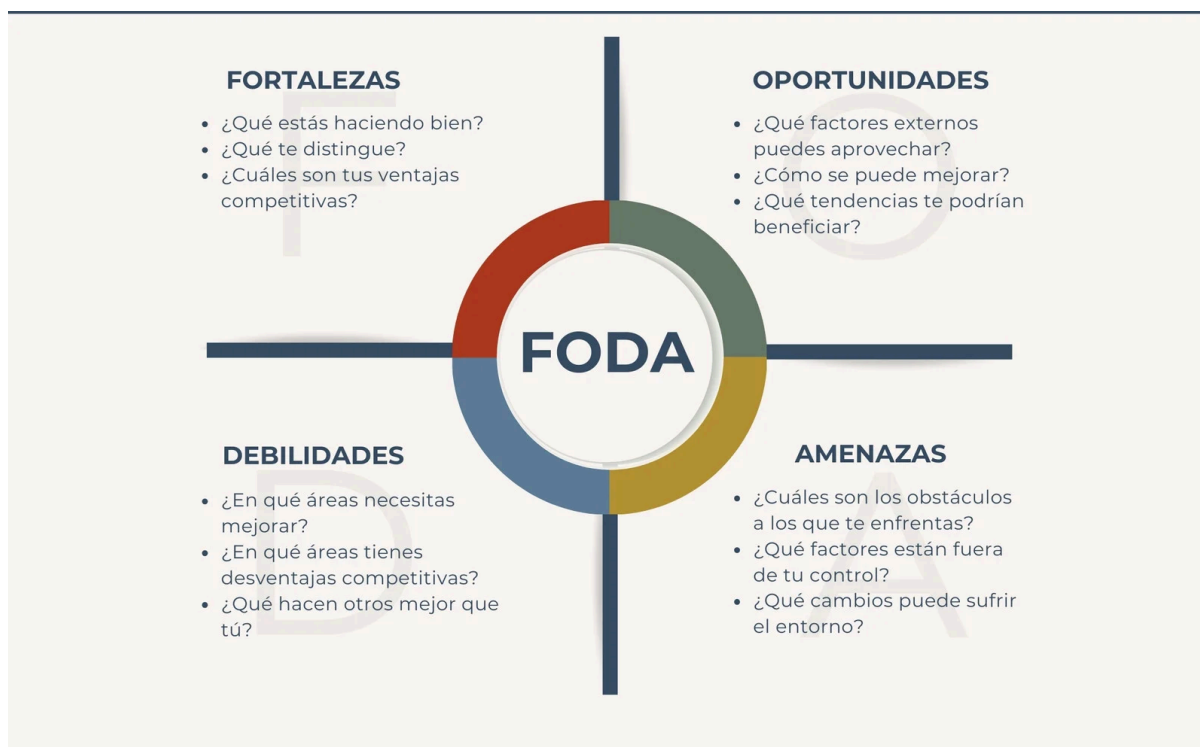 FORTALEZAS
• ¿Qué estás haciendo bien?
• ¿Qué te distingue?
• ¿Cuáles son tus ventajas
competitivas?
F
OPORTUNIDADES
• ¿Qué factores externos
puedes aprovechar?
• ¿Cómo se puede mejorar?
• ¿Qué tendencias te podrían
beneficiar?
O
FODA
DEBILIDADES
• ¿En qué áreas necesitas
mejorar?
• ¿En qué áreas tienes
desventajas competitivas?
• ¿Qué hacen otros mejor que
tú?
D
AMENAZAS
• ¿Cuáles son los obstáculos
a los que te enfrentas?
• ¿Qué factores están fuera
de tu control?
• ¿Qué cambios puede sufrir
el entorno?
A